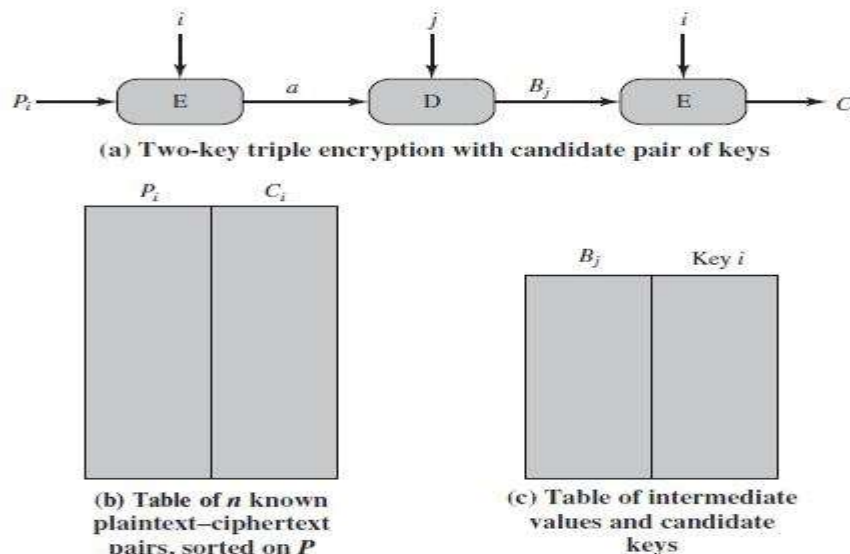 i j i
P_i E a D B_j E C
(a) Two-key triple encryption with candidate pair of keys
P_i C_i
B_j Key i
(b) Table of n known
plaintext–ciphertext
pairs, sorted on P
(c) Table of intermediate
values and candidate
keys